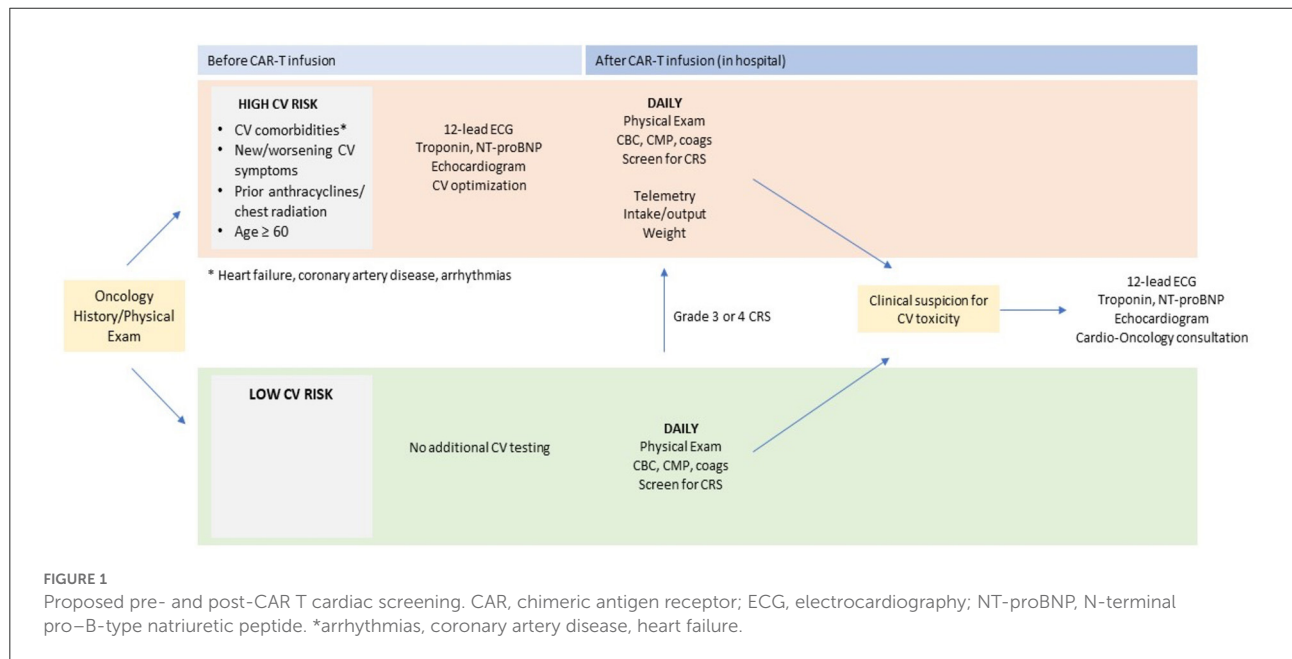 Before CAR-T infusion
After CAR-T infusion (in hospital)
HIGH CV RISK
• CV comorbidities*
• New/worsening CV
symptoms
• Prior anthracyclines/
chest radiation
• Age ≥ 60
12-lead ECG
Troponin, NT-proBNP
Echocardiogram
CV optimization
DAILY
Physical Exam
CBC, CMP, coags
Screen for CRS
Telemetry
Intake/output
Weight
* Heart failure, coronary artery disease, arrhythmias
Oncology
History/Physical
Exam
Grade 3 or 4 CRS
Clinical suspicion for
CV toxicity
12-lead ECG
Troponin, NT-proBNP
Echocardiogram
Cardio-Oncology consultation
LOW CV RISK
No additional CV testing
DAILY
Physical Exam
CBC, CMP, coags
Screen for CRS
FIGURE 1
Proposed pre- and post-CAR T cardiac screening. CAR, chimeric antigen receptor; ECG, electrocardiography; NT-proBNP, N-terminal
pro–B-type natriuretic peptide. *arrhythmias, coronary artery disease, heart failure.